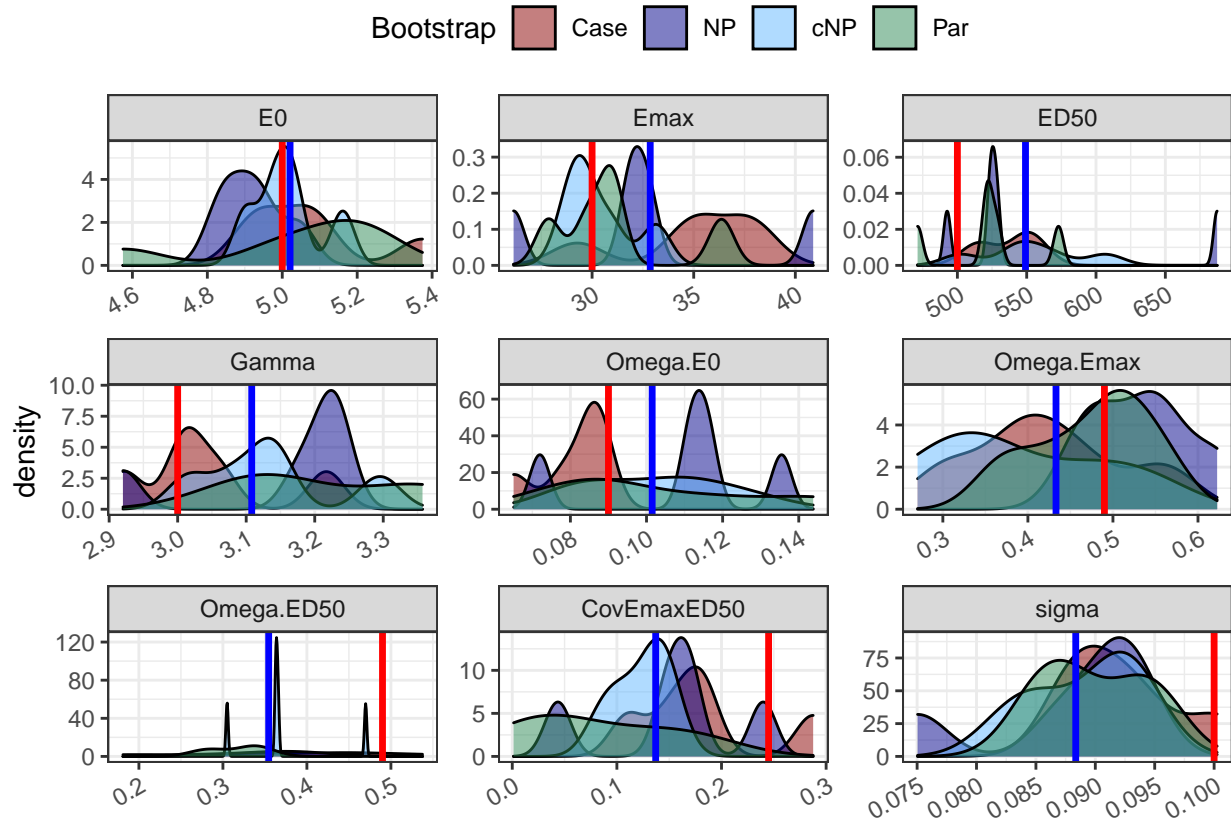 Bootstrap Case NP cNP Par
E0 Emax ED50
0 2 4
4.6 4.8 5.0 5.2 5.4
0.0 0.1 0.2 0.3
30 35 40
0.00 0.02 0.04 0.06
500 550 600 650
density
Gamma Omega.E0 Omega.Emax
0.0 2.5 5.0 7.5 10.0
2.9 3.0 3.1 3.2 3.3
0 20 40 60
0.08 0.10 0.12 0.14
0 2 4
0.3 0.4 0.5 0.6
Omega.ED50 CovEmaxED50 sigma
0 40 80 120
0.2 0.3 0.4 0.5
0 5 10
0.0 0.1 0.2 0.3
0 25 50 75
0.075 0.080 0.085 0.090 0.095 0.100